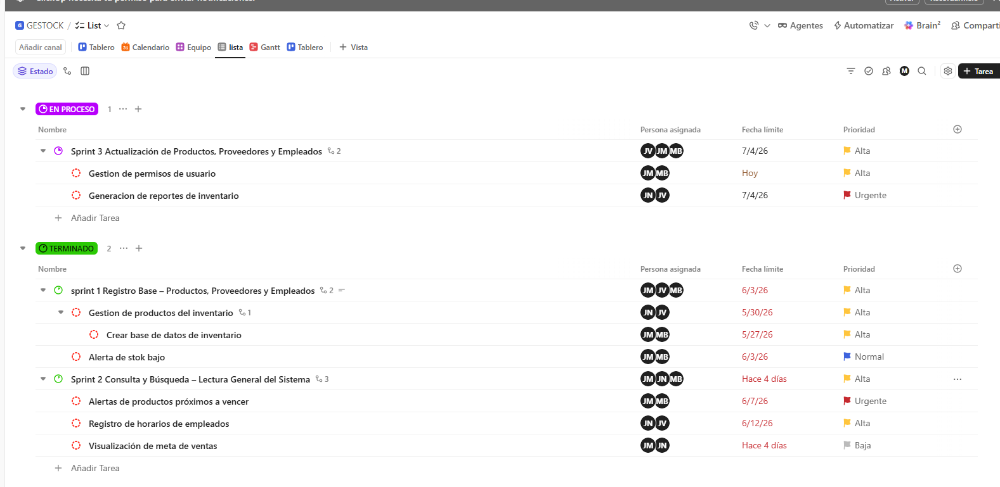 ClickUp necesita tu permiso para enviar notificaciones.
G GESTOCK / List
Agentes Automatizar Brain² Comparti
Añadir canal Tablero 31 Calendario Equipo lista Gantt Tablero + Vista
Estado M + Tarea
EN PROCESO 1 ... +
Nombre Persona asignada Fecha límite Prioridad
Sprint 3 Actualización de Productos, Proveedores y Empleados 2 JV JM MB 7/4/26 Alta
Gestion de permisos de usuario JM MB Hoy Alta
Generacion de reportes de inventario JN JV 7/4/26 Urgente
+ Añadir Tarea
TERMINADO 2 ... +
Nombre Persona asignada Fecha límite Prioridad
sprint 1 Registro Base – Productos, Proveedores y Empleados 2 JM JV MB 6/3/26 Alta
Gestion de productos del inventario 1 JN JV 5/30/26 Alta
Crear base de datos de inventario JM MB 5/27/26 Alta
Alerta de stok bajo JM MB 6/3/26 Normal
Sprint 2 Consulta y Búsqueda – Lectura General del Sistema 3 JM JN MB Hace 4 días Alta ...
Alertas de productos próximos a vencer JM MB 6/7/26 Urgente
Registro de horarios de empleados JN JV 6/12/26 Alta
Visualización de meta de ventas JM JN Hace 4 días Baja
+ Añadir Tarea